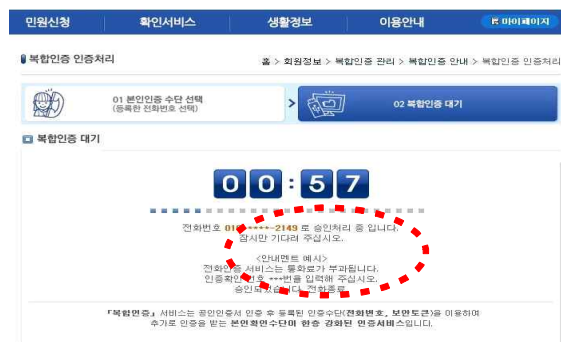 민원신청 확인서비스 생활정보 이용안내 마이페이지
복합인증 인증처리
홈 > 회원정보 > 복합인증 관리 > 복합인증 안내 > 복합인증 인증처리
01 본인인증 수단 선택
(등록한 전화번호 선택)
>
02 복합인증 대기
복합인증 대기
00:57
전화번호 ****-2149 로 승인처리 중 입니다.
잠시만 기다려 주십시오.
<안내멘트 예시>
전화인증 서비스는 통화료가 부과됩니다.
인증확인 번호 ***번을 입력해 주십시오.
승인되었습니다. 전화종료
「복합인증」 서비스는 공인인증서 인증 후 등록된 인증수단(전화번호, 보안토큰)을 이용하여
추가로 인증을 받는 본인확인수단이 한층 강화된 인증서비스입니다.